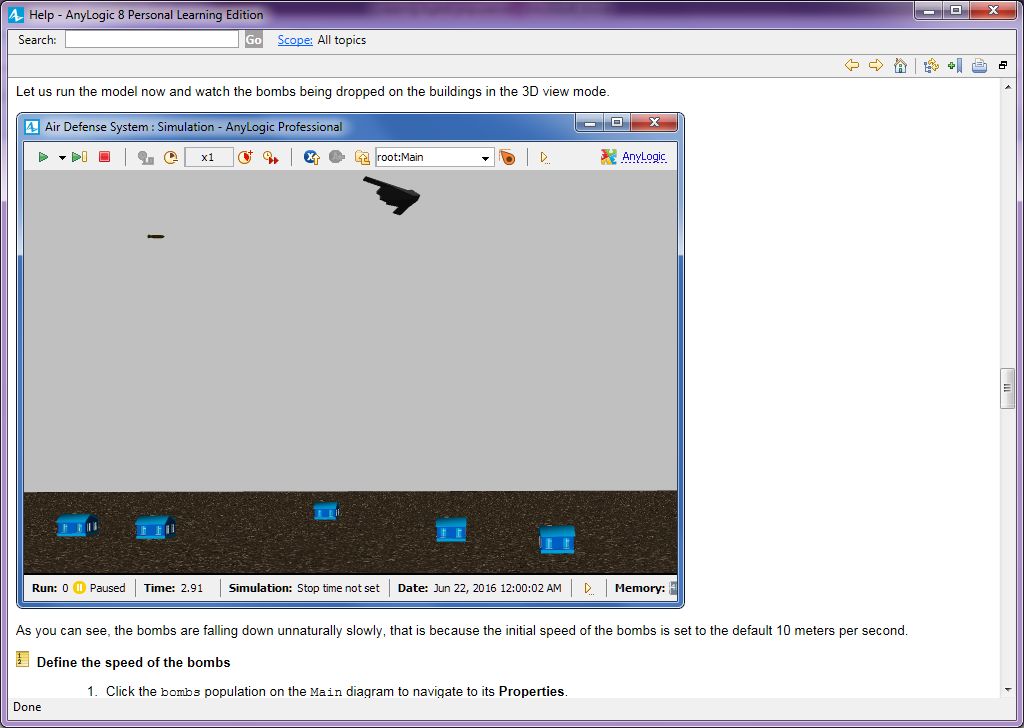 Help - AnyLogic 8 Personal Learning Edition
Search: Go Scope: All topics
Let us run the model now and watch the bombs being dropped on the buildings in the 3D view mode.
Air Defense System : Simulation - AnyLogic Professional
x1 root:Main AnyLogic
Run: 0 Paused Time: 2.91 Simulation: Stop time not set Date: Jun 22, 2016 12:00:02 AM Memory:
As you can see, the bombs are falling down unnaturally slowly, that is because the initial speed of the bombs is set to the default 10 meters per second.
Define the speed of the bombs
1. Click the bombs population on the Main diagram to navigate to its Properties.
Done